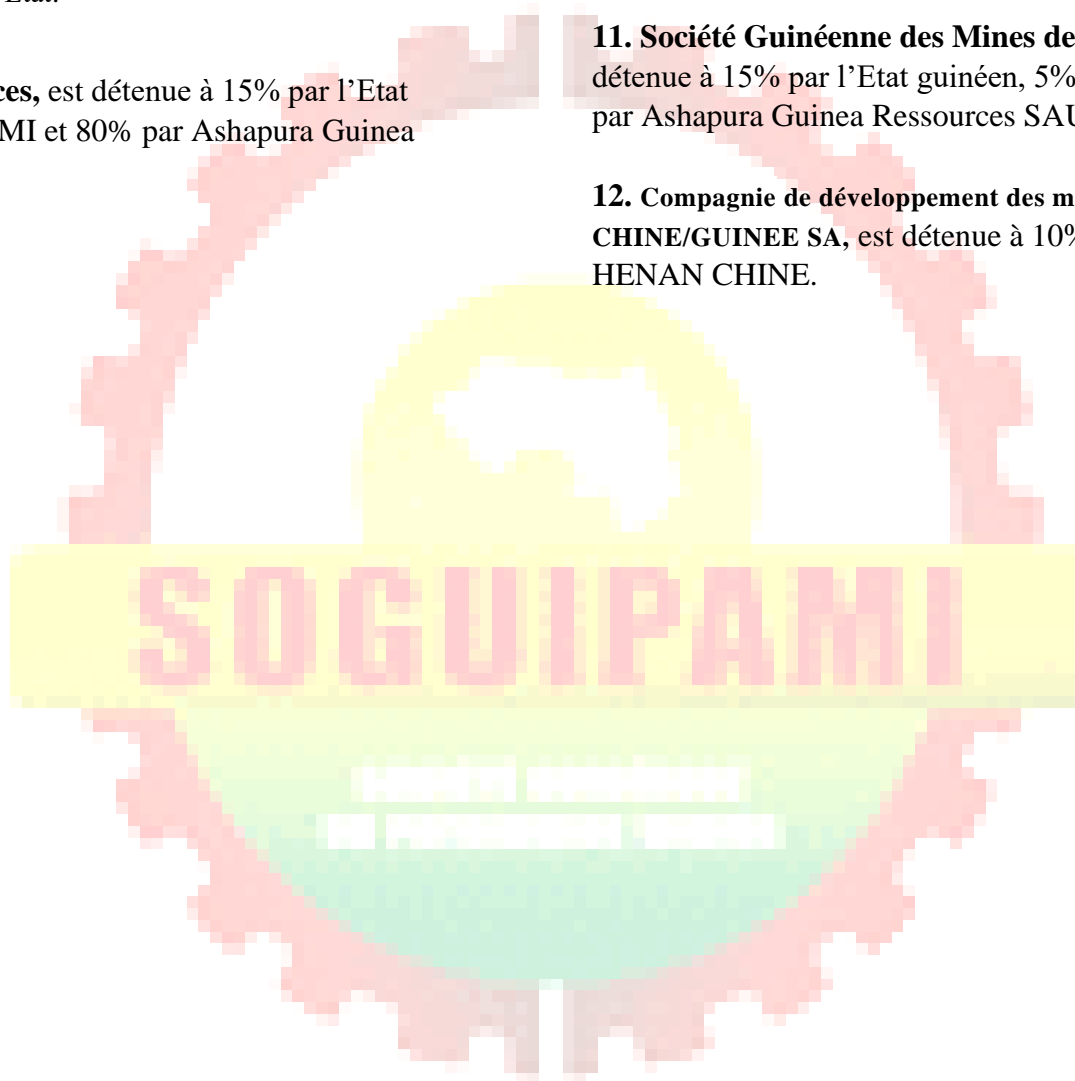 Etat.
ces, est détenue à 15% par l’Etat
MI et 80% par Ashapura Guinea
11. Société Guinéenne des Mines de
détenue à 15% par l’Etat guinéen, 5%
par Ashapura Guinea Ressources SAU
12. Compagnie de développement des m
CHINE/GUINEE SA, est détenue à 10%
HENAN CHINE.
SOGUIPAMI